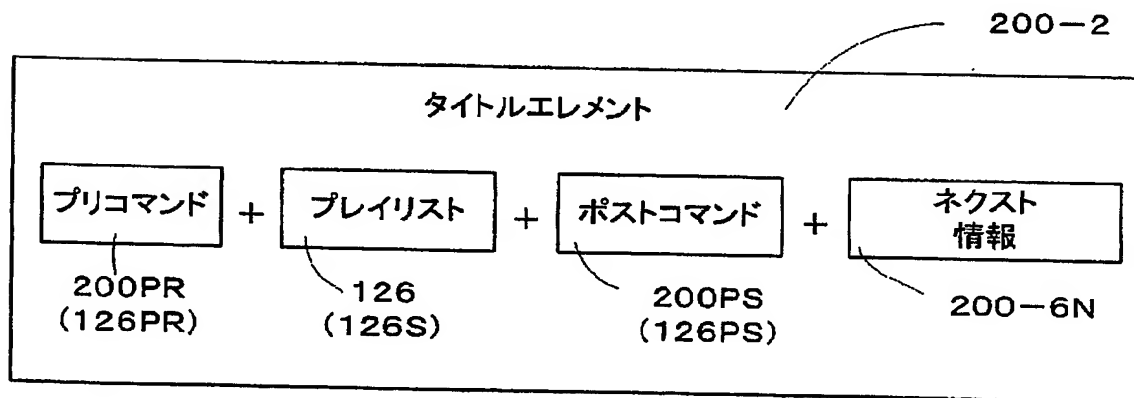 200-2
タイトルエレメント
プリコマンド + プレイリスト + ポストコマンド + ネクスト
情報
200PR 126 200PS 200-6N
(126PR) (126S) (126PS)